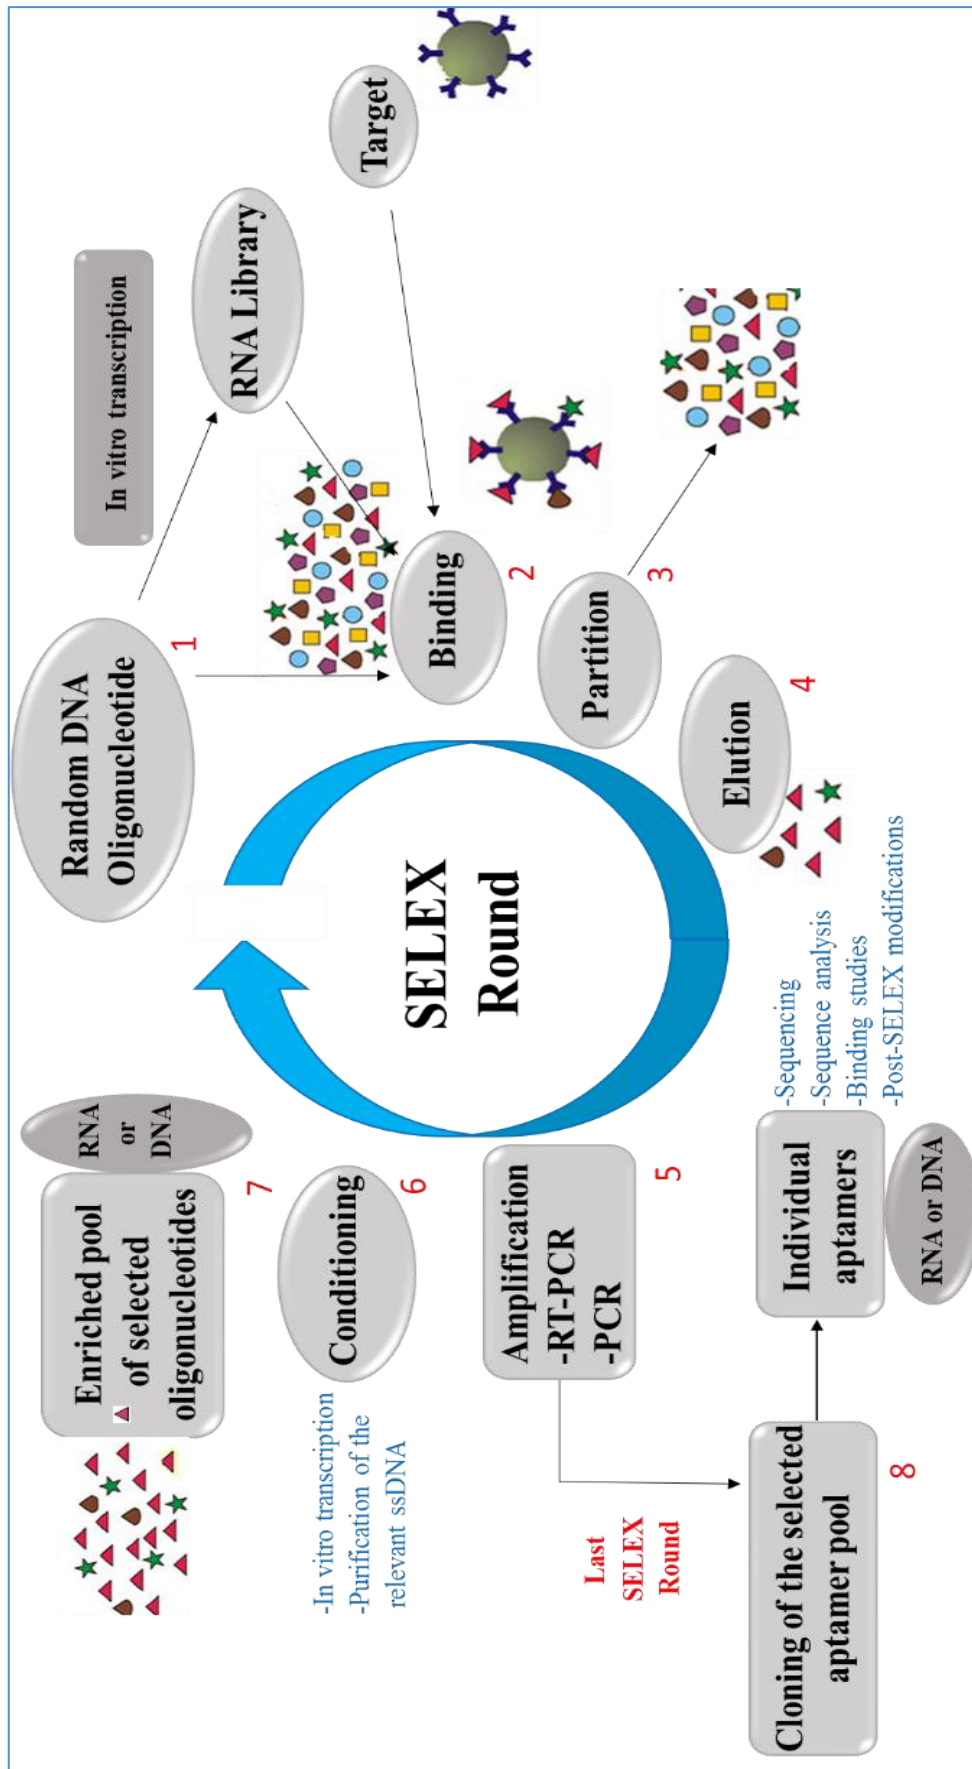 Random DNA
Oligonucleotide
1
In vitro transcription
RNA Library
Target
Binding
2
Partition
3
Elution
4
SELEX
Round
Amplification
-RT-PCR
-PCR
5
Conditioning
6
-In vitro transcription
-Purification of the
relevant ssDNA
Enriched pool
of selected
oligonucleotides
7
RNA
or
DNA
Last
SELEX
Round
Cloning of the selected
aptamer pool
8
Individual
aptamers
RNA or DNA
-Sequencing
-Sequence analysis
-Binding studies
-Post-SELEX modifications